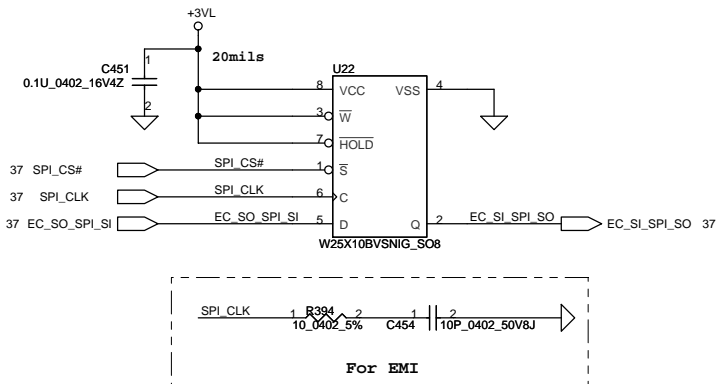 +3VL
20mils
C451
0.1U_0402_16V4Z
1
2
U22
8 VCC VSS 4
3 W
7 HOLD
37 SPI_CS# SPI_CS# 1 S
37 SPI_CLK SPI_CLK 6 C
37 EC_SO_SPI_SI EC_SO_SPI_SI 5 D Q 2 EC_SI_SPI_SO EC_SI_SPI_SO 37
W25X10BVSNIG_SO8
SPI_CLK 1 R394 2 1 2
10_0402_5% C454 10P_0402_50V8J
For EMI